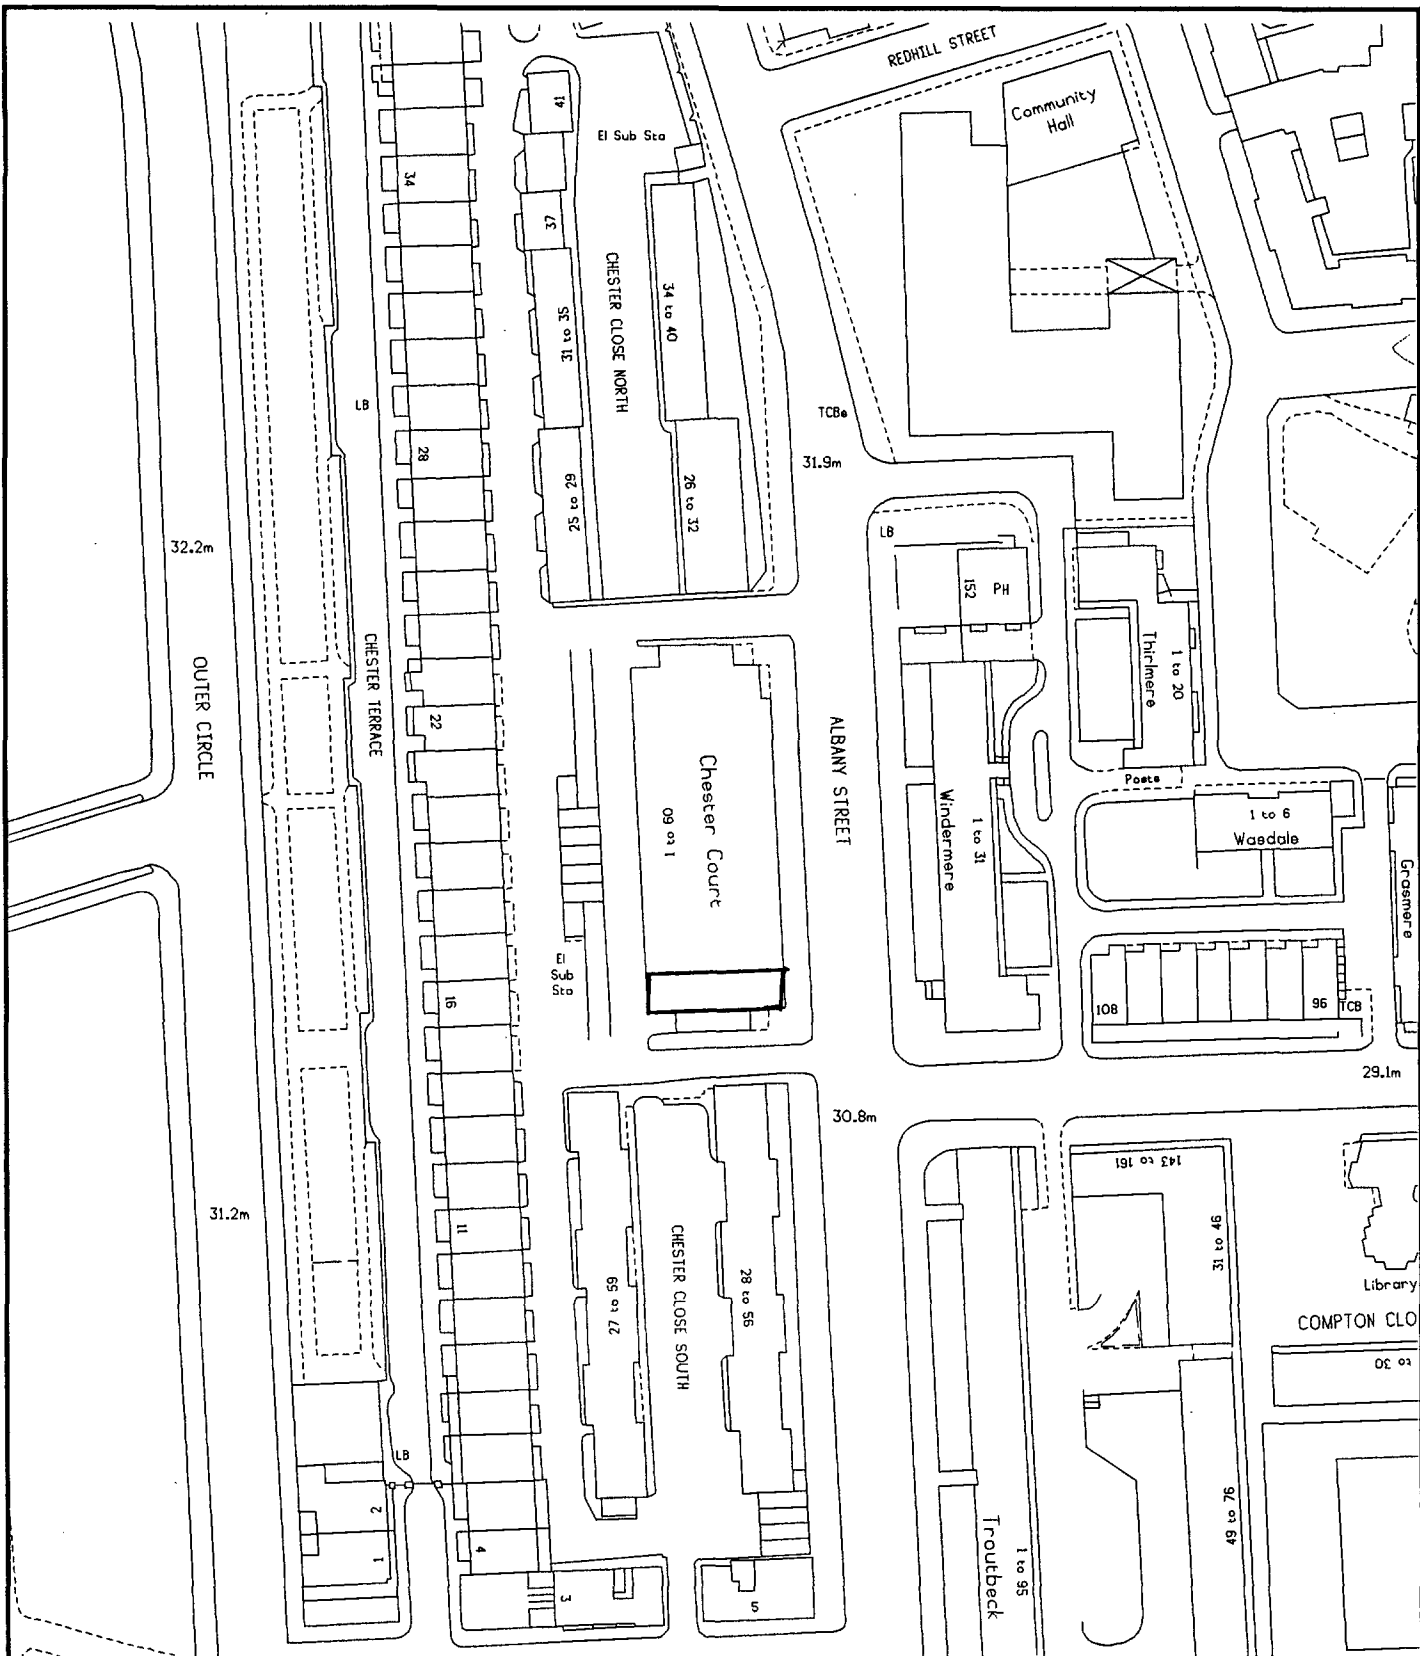 REDHILL STREET
Community
Hall
41
El Sub Sta
34
37
CHESTER CLOSE NORTH
34 to 40
31 to 35
LB
TCBs
28
31.9m
25 to 29
26 to 32
LB
32.2m
152
PH
CHESTER TERRACE
Thirlmere
1 to 20
OUTER CIRCLE
22
ALBANY STREET
Chester Court
1 to 60
Posts
Windermere
1 to 31
1 to 6
Wasdale
Grasmere
El
Sub
Sta
16
108
96
TCB
29.1m
30.8m
143 to 161
31.2m
11
CHESTER CLOSE SOUTH
27 to 69
28 to 56
31 to 46
Library
COMPTON CLO
to 30
LB
2
1
4
3
5
Troutbeck
1 to 95
49 to 76